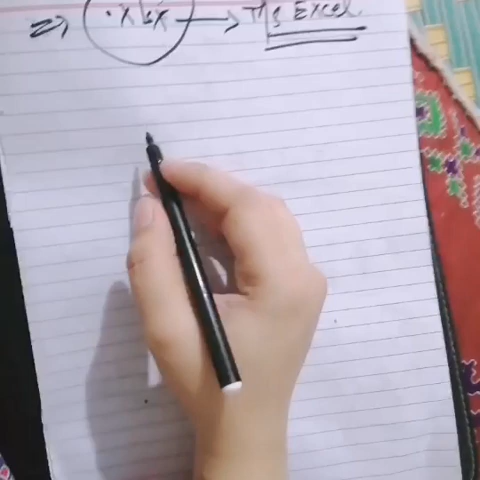 => .xlsx → Ms Excel